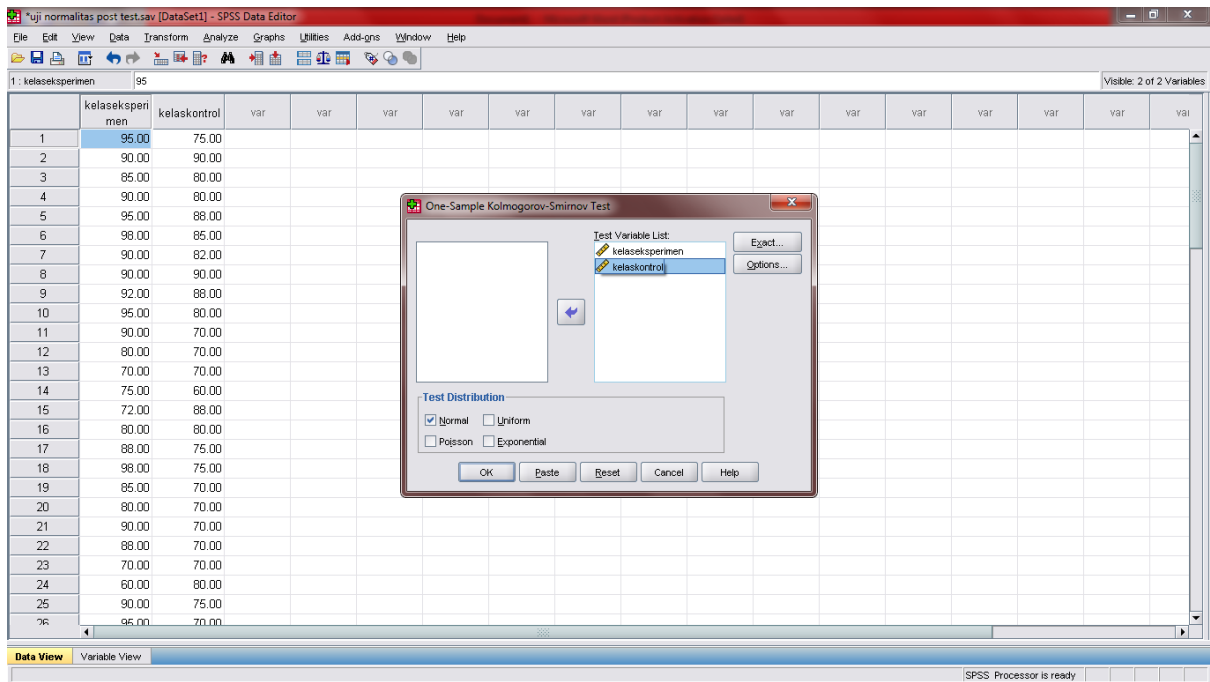 *uji normalitas post test.sav [DataSet1] - SPSS Data Editor
File Edit View Data Transform Analyze Graphs Utilities Add-ons Window Help
1 : kelaseksperimen 95 Visible: 2 of 2 Variables
kelaseksperi
men kelaskontrol var var var var var var var var var var var var var var var
1 95.00 75.00
2 90.00 90.00
3 85.00 80.00
4 90.00 80.00
5 95.00 88.00
6 98.00 85.00
7 90.00 82.00
8 90.00 90.00
9 92.00 88.00
10 95.00 80.00
11 90.00 70.00
12 80.00 70.00
13 70.00 70.00
14 75.00 60.00
15 72.00 88.00
16 80.00 80.00
17 88.00 75.00
18 98.00 75.00
19 85.00 70.00
20 80.00 70.00
21 90.00 70.00
22 88.00 70.00
23 70.00 70.00
24 60.00 80.00
25 90.00 75.00
26 95.00 70.00
One-Sample Kolmogorov-Smirnov Test
Test Variable List:
kelaseksperimen
kelaskontrol
Exact...
Options...
Test Distribution
Normal Uniform
Poisson Exponential
OK Paste Reset Cancel Help
Data View Variable View
SPSS Processor is ready